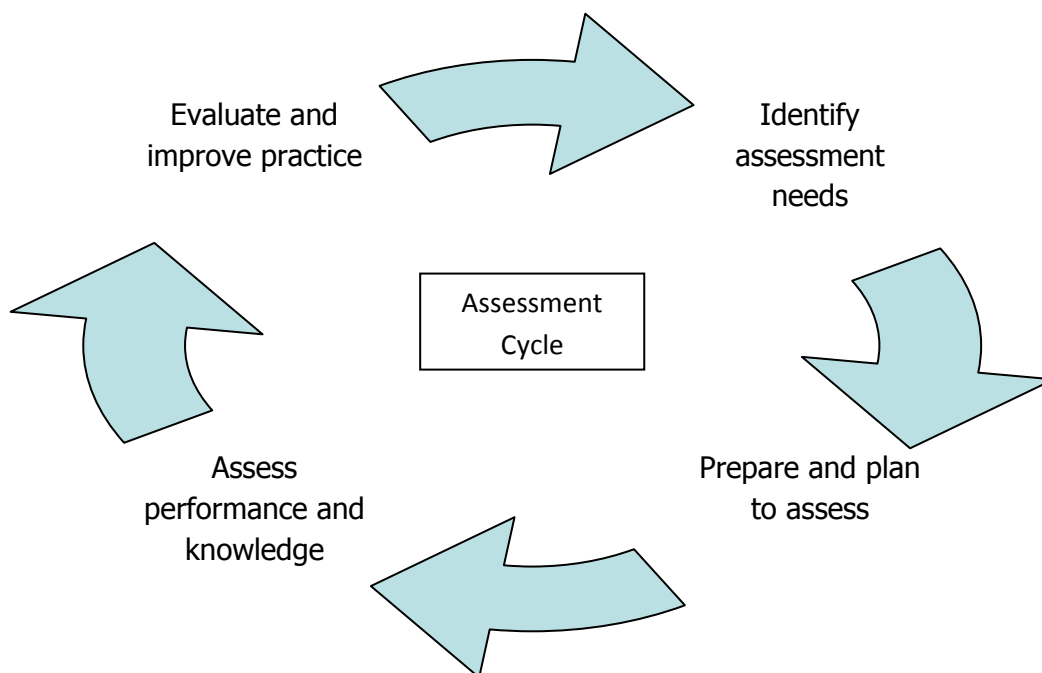 Evaluate and
improve practice
Identify
assessment
needs
Assessment
Cycle
Assess
performance and
knowledge
Prepare and plan
to assess